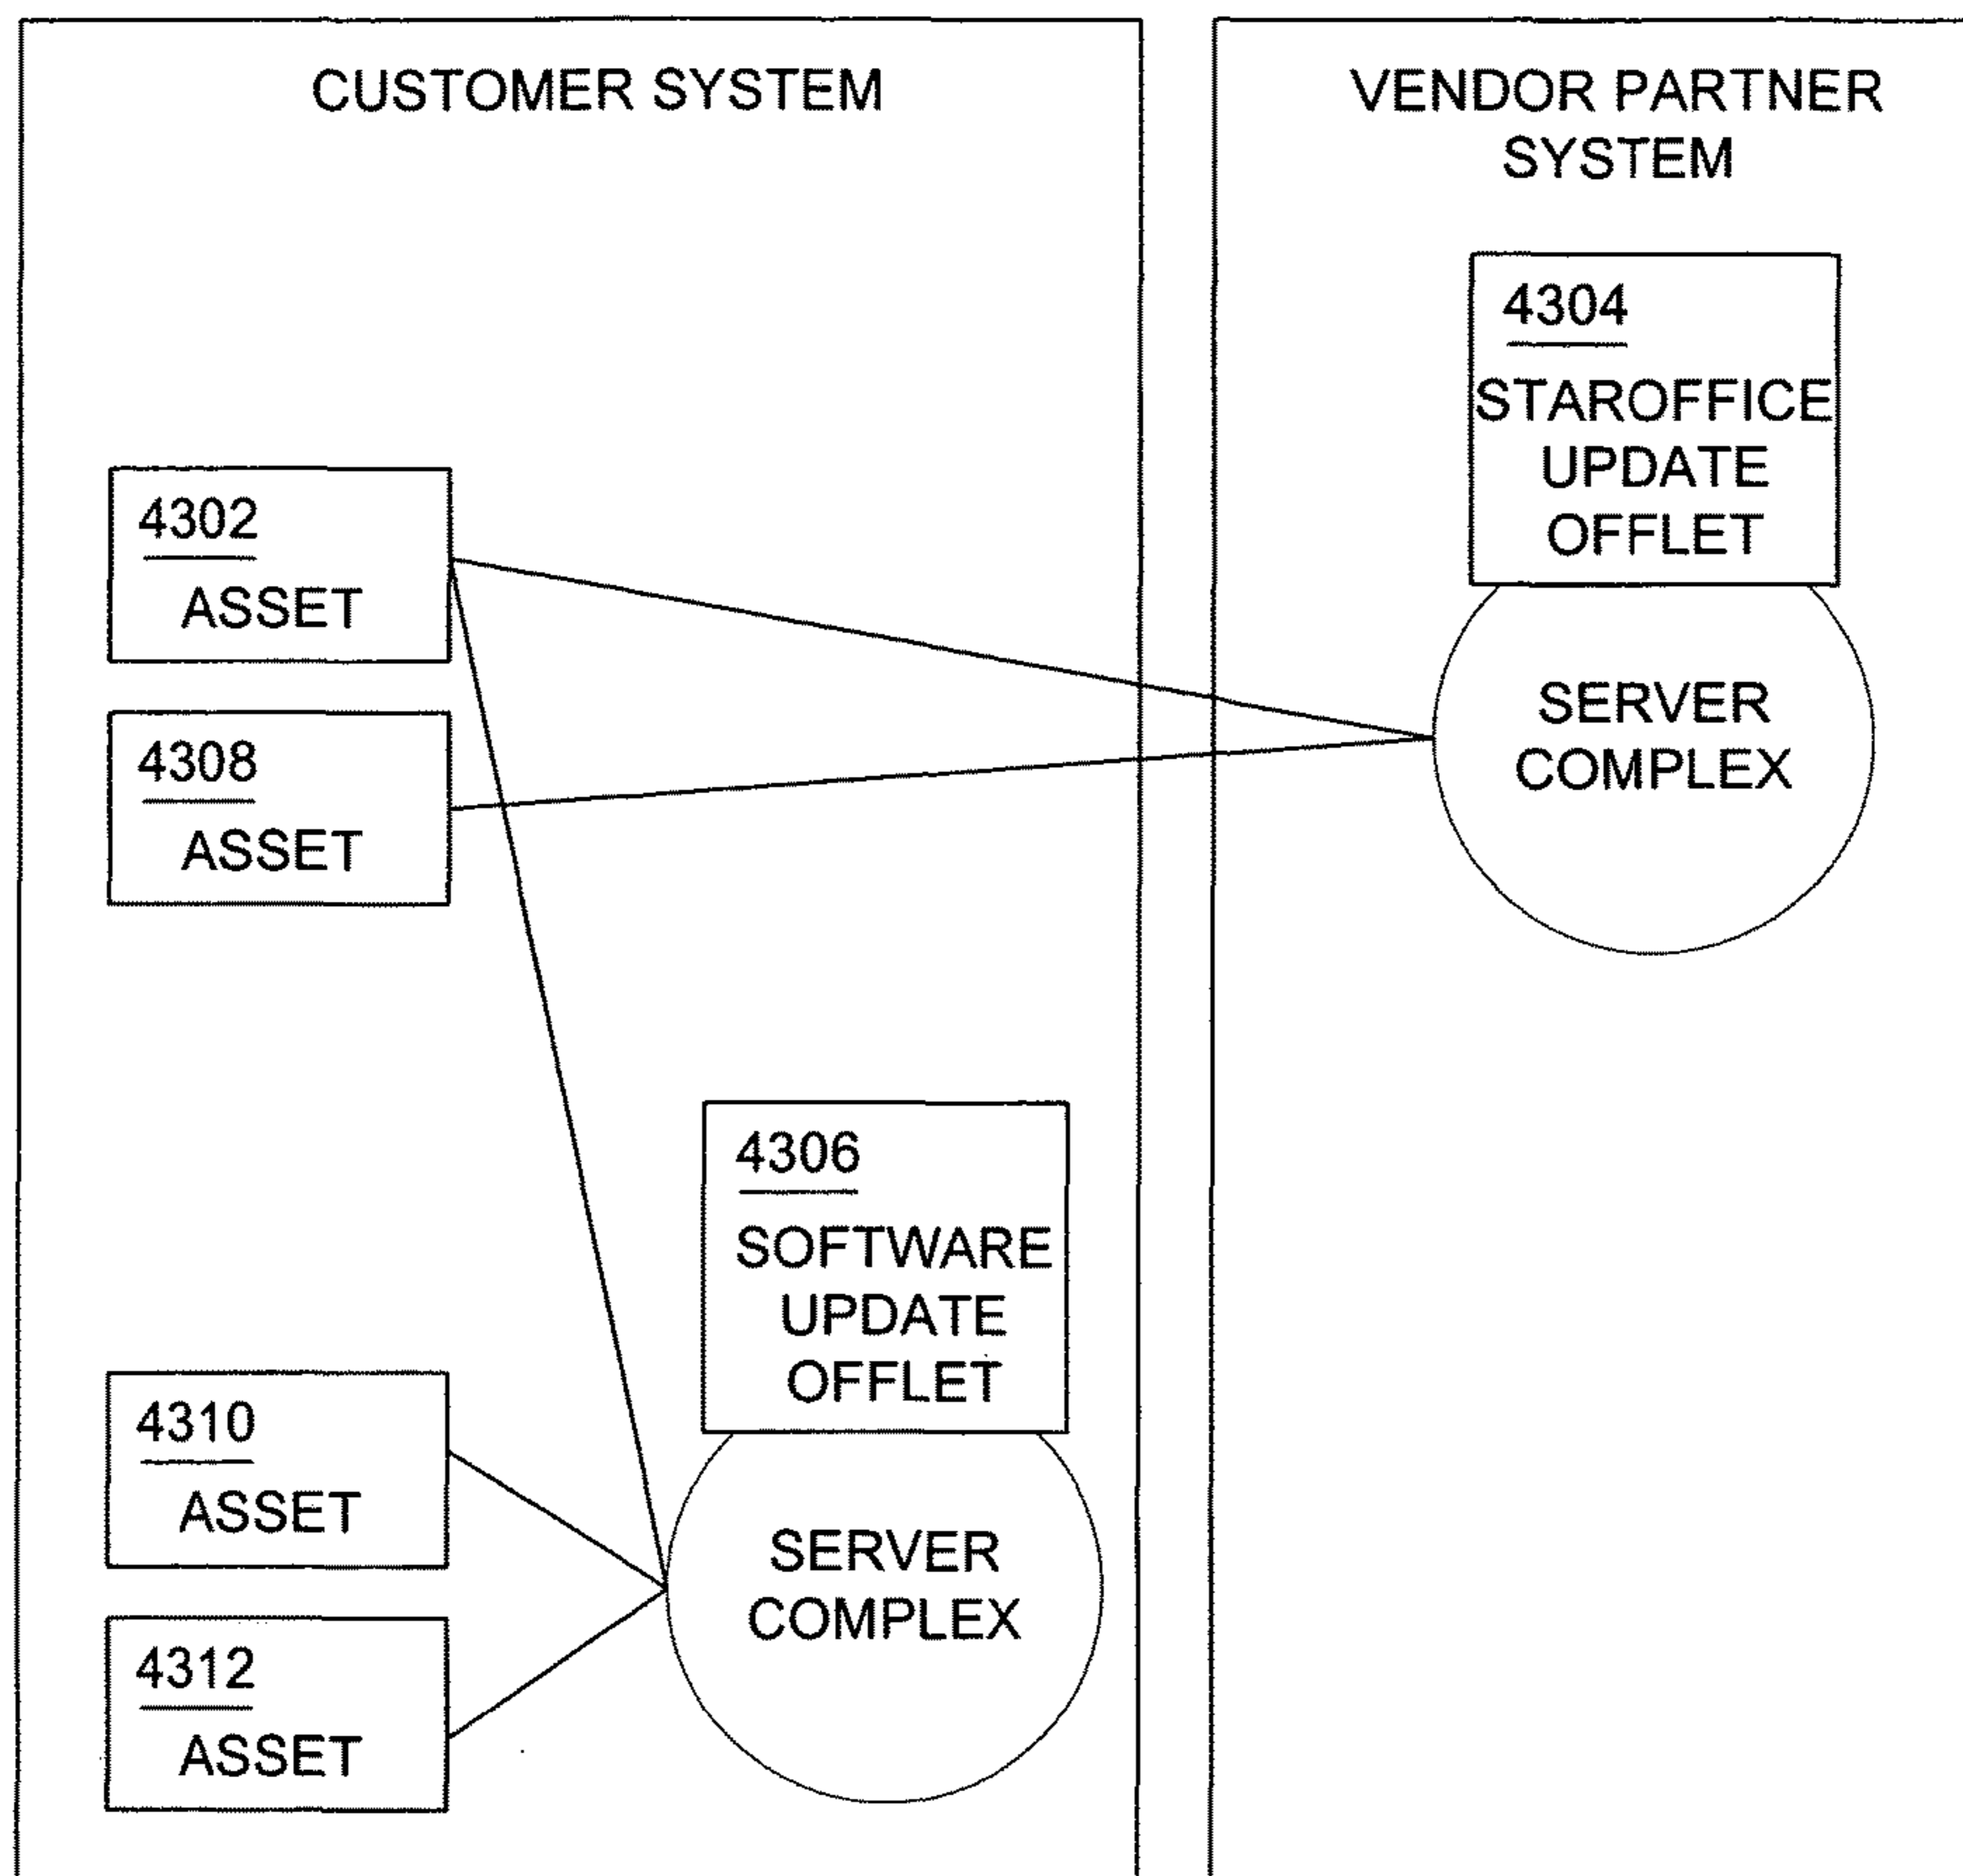 CUSTOMER SYSTEM
VENDOR PARTNER
SYSTEM
4304
STAROFFICE
UPDATE
OFFLET
SERVER
COMPLEX
4302
ASSET
4308
ASSET
4306
SOFTWARE
UPDATE
OFFLET
SERVER
COMPLEX
4310
ASSET
4312
ASSET